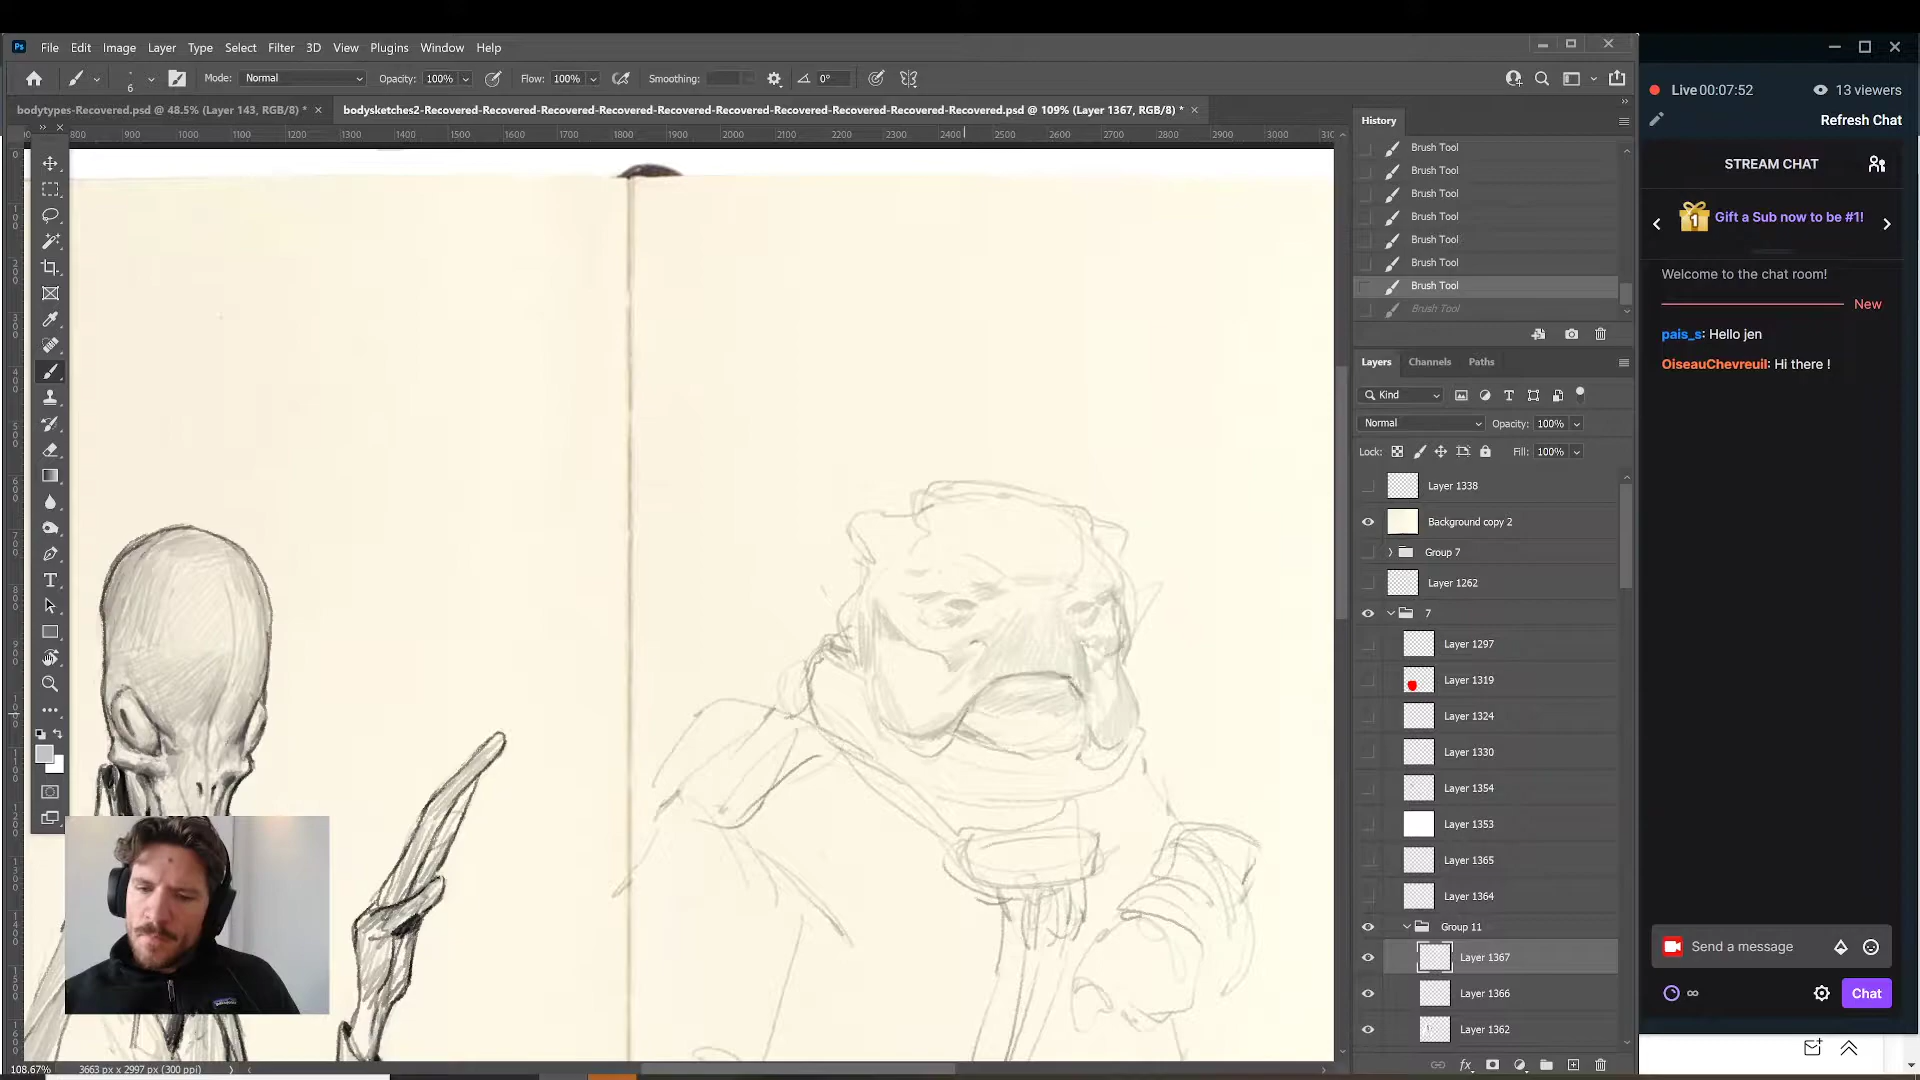 Ps File Edit Image Layer Type Select Filter 3D View Plugins Window Help
6 Mode: Normal Opacity: 100% Flow: 100% Smoothing: 0°
bodytypes-Recovered.psd @ 48.5% (Layer 143, RGB/8) * × bodysketches2-Recovered-Recovered-Recovered-Recovered-Recovered-Recovered-Recovered-Recovered-Recovered-Recovered.psd @ 109% (Layer 1367, RGB/8) * ×
800 900 1000 1100 1200 1300 1400 1500 1600 1700 1800 1900 2000 2100 2200 2300 2400 2500 2600 2700 2800 2900 3000 310
History
Brush Tool
Brush Tool
Brush Tool
Brush Tool
Brush Tool
Brush Tool
Brush Tool
Brush Tool
Layers Channels Paths
Kind
Normal Opacity: 100%
Lock: Fill: 100%
Layer 1338
Background copy 2
Group 7
Layer 1262
7
Layer 1297
Layer 1319
Layer 1324
Layer 1330
Layer 1354
Layer 1353
Layer 1365
Layer 1364
Group 11
Layer 1367
Layer 1366
Layer 1362
fx
108.67% 3663 px x 2997 px (300 ppi)
Live 00:07:52 13 viewers
Refresh Chat
STREAM CHAT
1 Gift a Sub now to be #1!
Welcome to the chat room!
New
pais_s: Hello jen
OiseauChevreuil: Hi there !
Send a message
∞ Chat